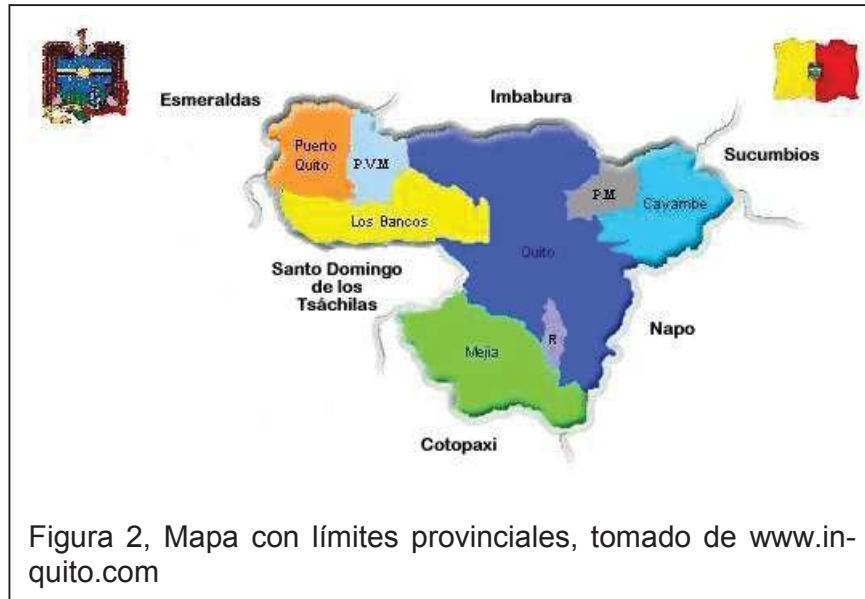 Esmeraldas
Imbabura
Sucumbios
Puerto
Quito
P.V.M
P.M
Cayambe
Los Bancos
Quito
Santo Domingo
de los
Tsáchilas
Napo
R
Mejia
Cotopaxi
Figura 2, Mapa con límites provinciales, tomado de www.in-
quito.com